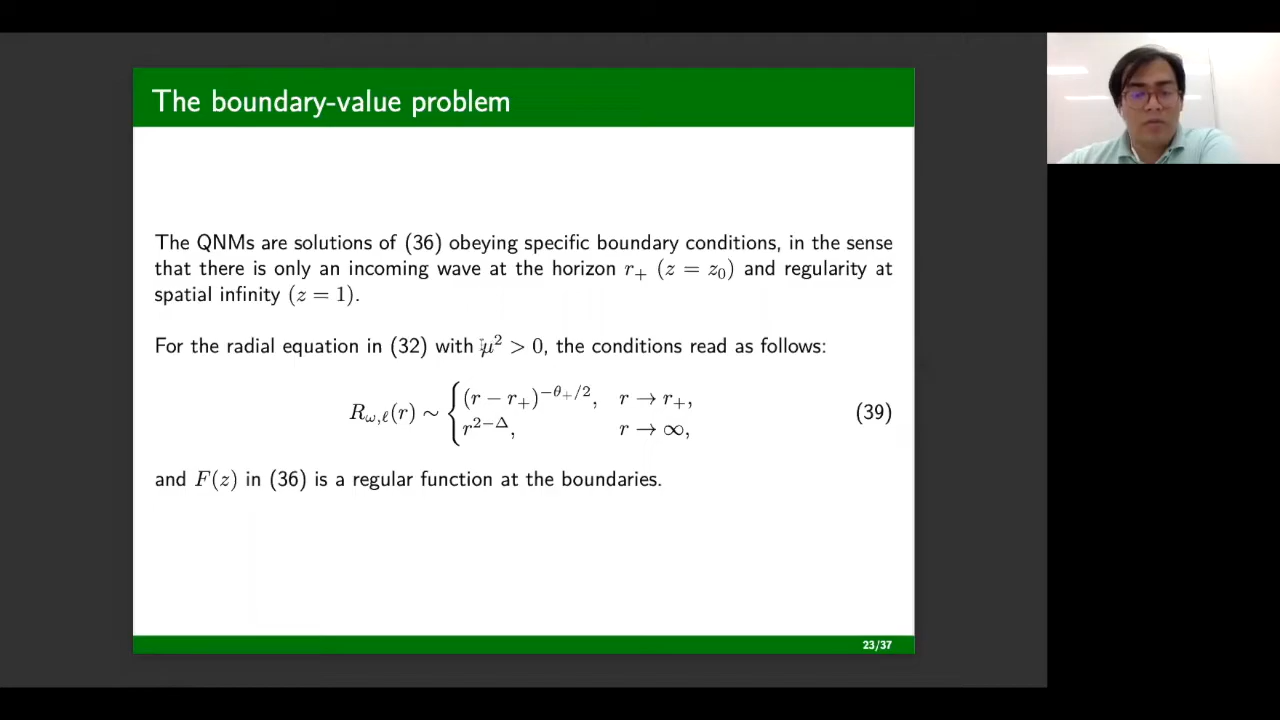 The boundary-value problem
The QNMs are solutions of (36) obeying specific boundary conditions, in the sense
that there is only an incoming wave at the horizon r₊ (z = z₀) and regularity at
spatial infinity (z = 1).
For the radial equation in (32) with μ² > 0, the conditions read as follows:
R_{ω,ℓ}(r) ∼ { (r − r₊)^{−θ₊/2}, r → r₊,
r^{2−Δ}, r → ∞, (39)
and F(z) in (36) is a regular function at the boundaries.
23/37